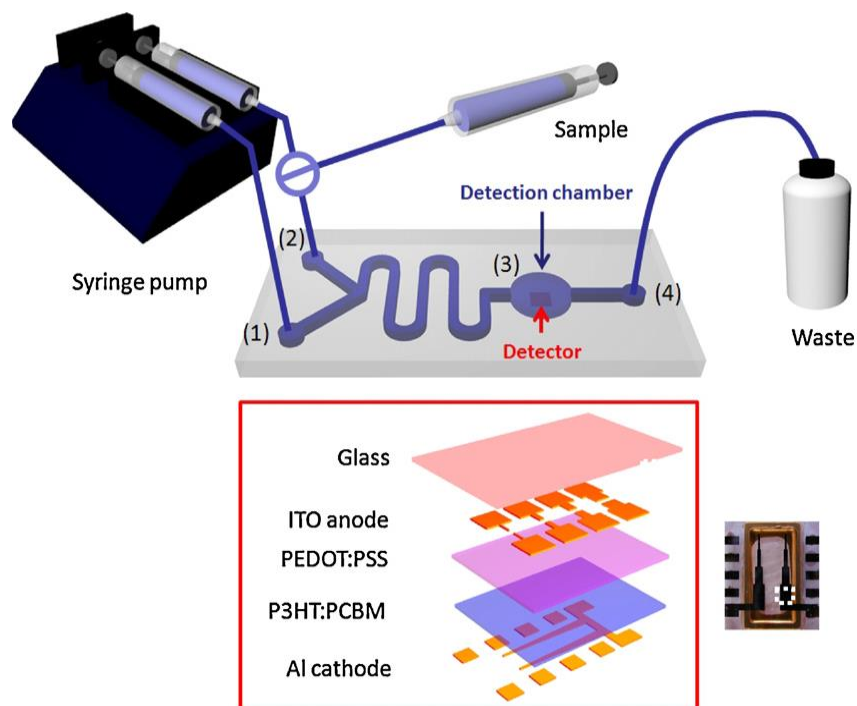 Sample
Detection chamber
(2)
(3)
Syringe pump
(4)
(1)
Detector
Waste
Glass
ITO anode
PEDOT:PSS
P3HT:PCBM
Al cathode